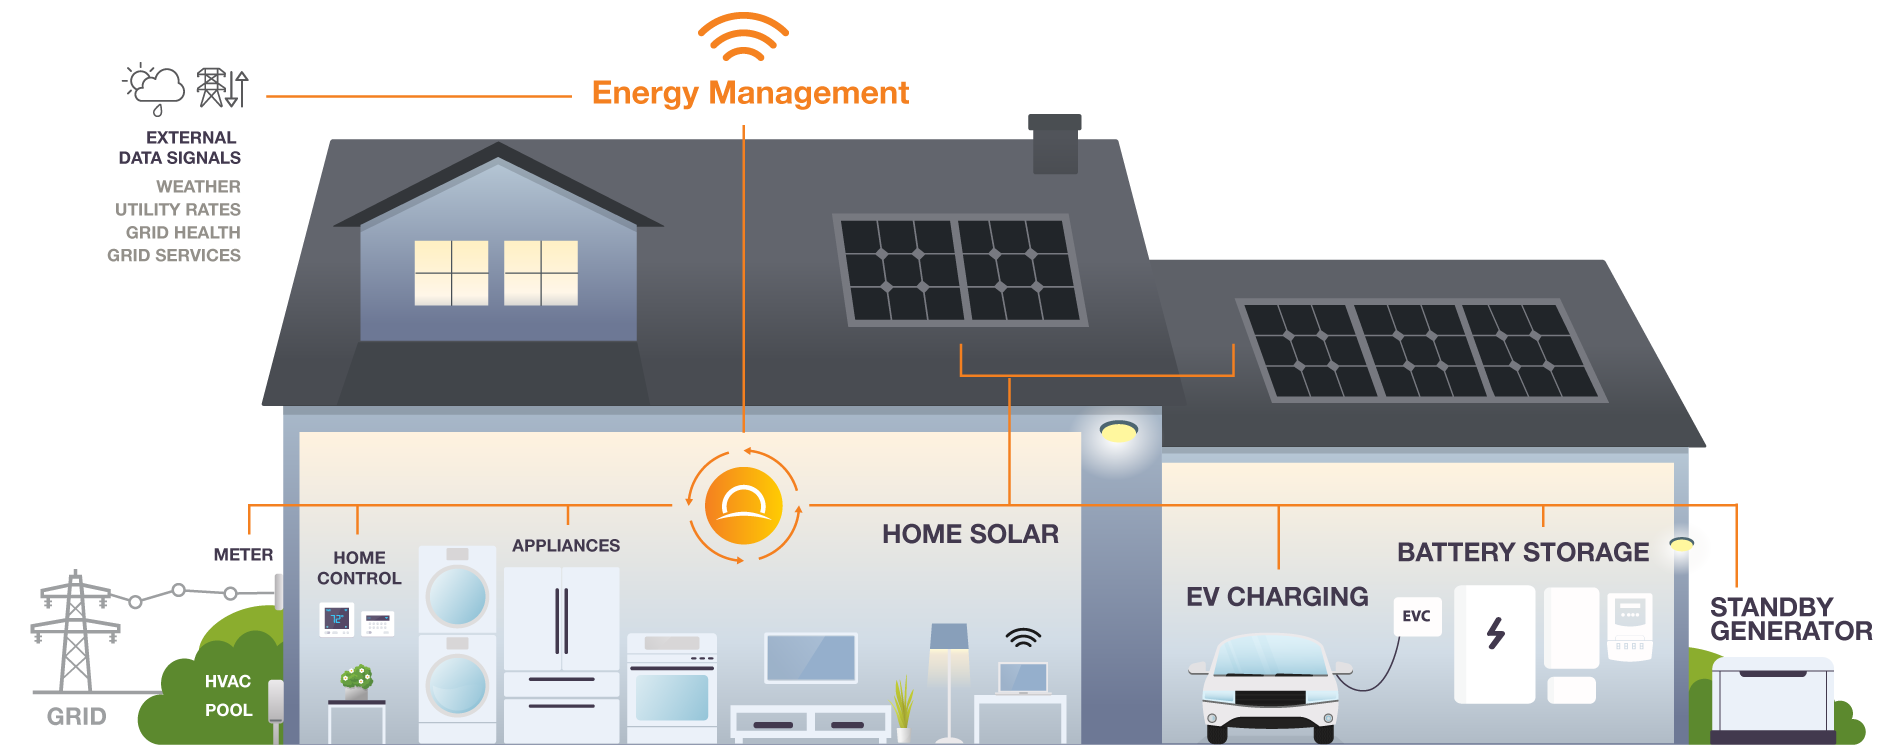 Energy Management
EXTERNAL
DATA SIGNALS
WEATHER
UTILITY RATES
GRID HEALTH
GRID SERVICES
METER
HOME
CONTROL
APPLIANCES
HOME SOLAR
EV CHARGING
BATTERY STORAGE
STANDBY
GENERATOR
EVC
72°
HVAC
POOL
GRID